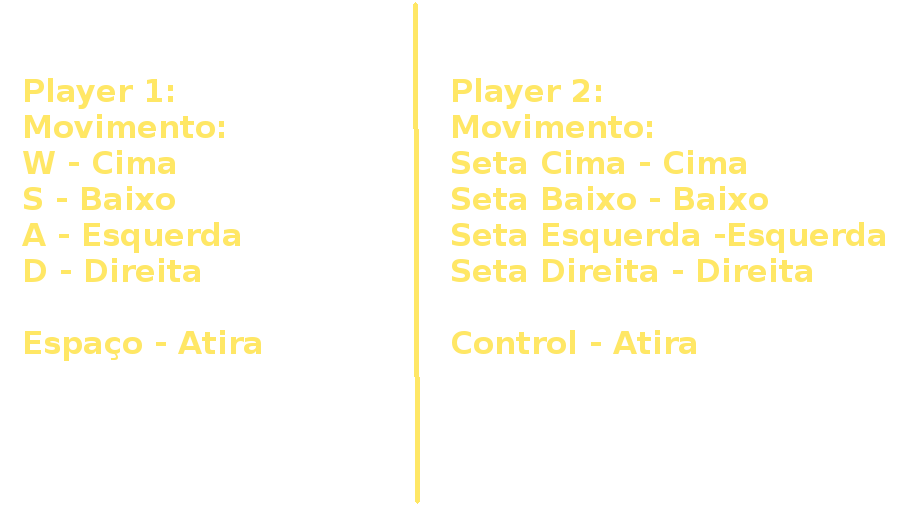 Player 1:
Movimento:
W - Cima
S - Baixo
A - Esquerda
D - Direita
Espaço - Atira
Player 2:
Movimento:
Seta Cima - Cima
Seta Baixo - Baixo
Seta Esquerda -Esquerda
Seta Direita - Direita
Control - Atira